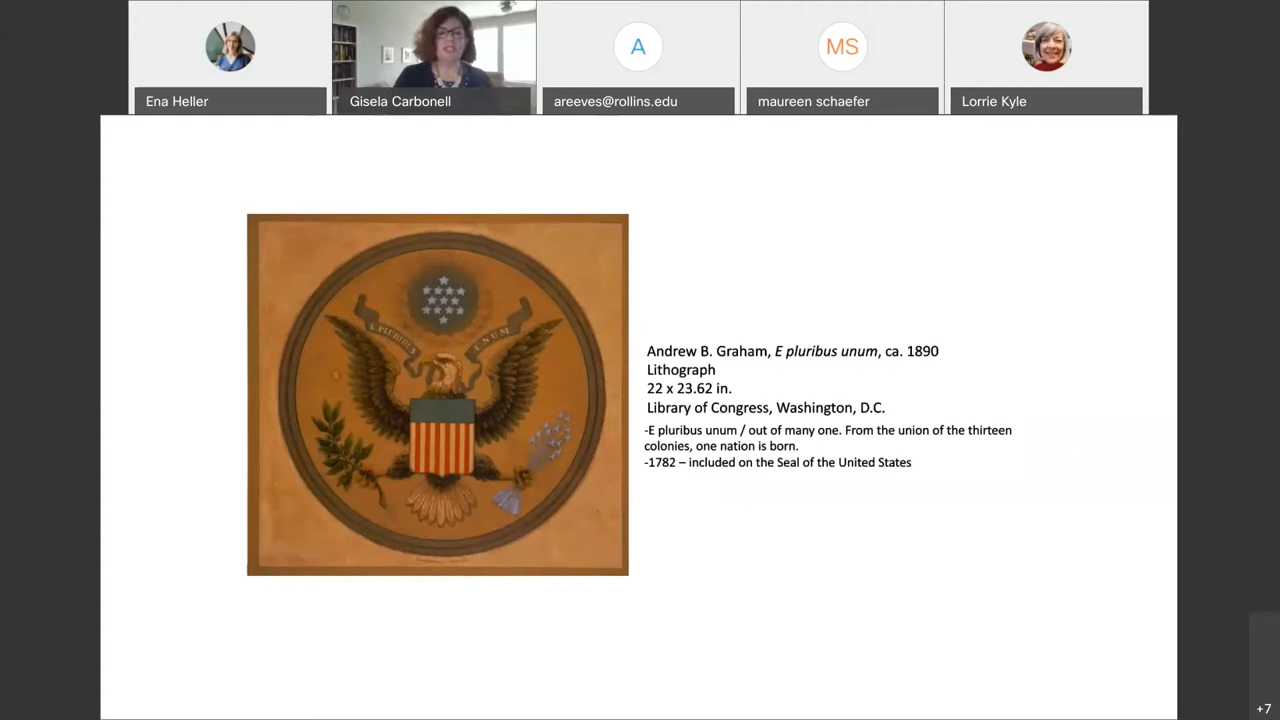 A
MS
Ena Heller
Gisela Carbonell
areeves@rollins.edu
maureen schaefer
Lorrie Kyle
E PLURIBUS
UNUM
Andrew B. Graham, E pluribus unum, ca. 1890
Lithograph
22 x 23.62 in.
Library of Congress, Washington, D.C.
-E pluribus unum / out of many one. From the union of the thirteen
colonies, one nation is born.
-1782 – included on the Seal of the United States
+7